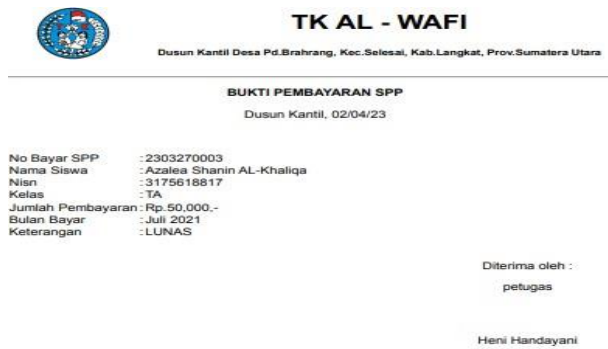 TK AL - WAFI
Dusun Kantil Desa Pd.Brahrang, Kec.Selesai, Kab.Langkat, Prov.Sumatera Utara
BUKTI PEMBAYARAN SPP
Dusun Kantil, 02/04/23
No Bayar SPP :2303270003
Nama Siswa :Azalea Shanin AL-Khaliqa
Nisn :3175618817
Kelas :TA
Jumlah Pembayaran:Rp.50,000,-
Bulan Bayar :Juli 2021
Keterangan :LUNAS
Diterima oleh :
petugas
Heni Handayani